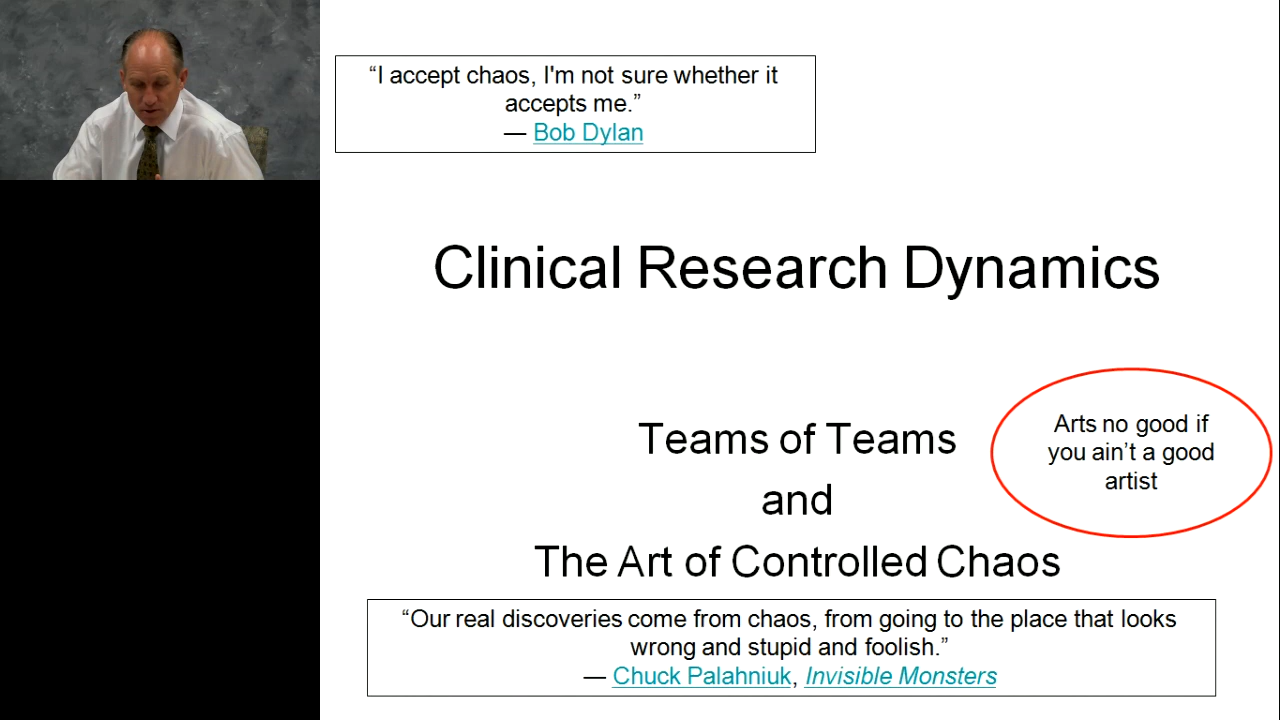 “I accept chaos, I'm not sure whether it
accepts me.”
— Bob Dylan
Clinical Research Dynamics
Teams of Teams
and
The Art of Controlled Chaos
Arts no good if
you ain’t a good
artist
“Our real discoveries come from chaos, from going to the place that looks
wrong and stupid and foolish.”
— Chuck Palahniuk, Invisible Monsters